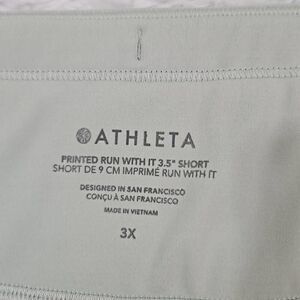 ATHLETA
PRINTED RUN WITH IT 3.5" SHORT
SHORT DE 9 CM IMPRIMÉ RUN WITH IT
DESIGNED IN SAN FRANCISCO
CONÇU À SAN FRANCISCO
MADE IN VIETNAM
3X